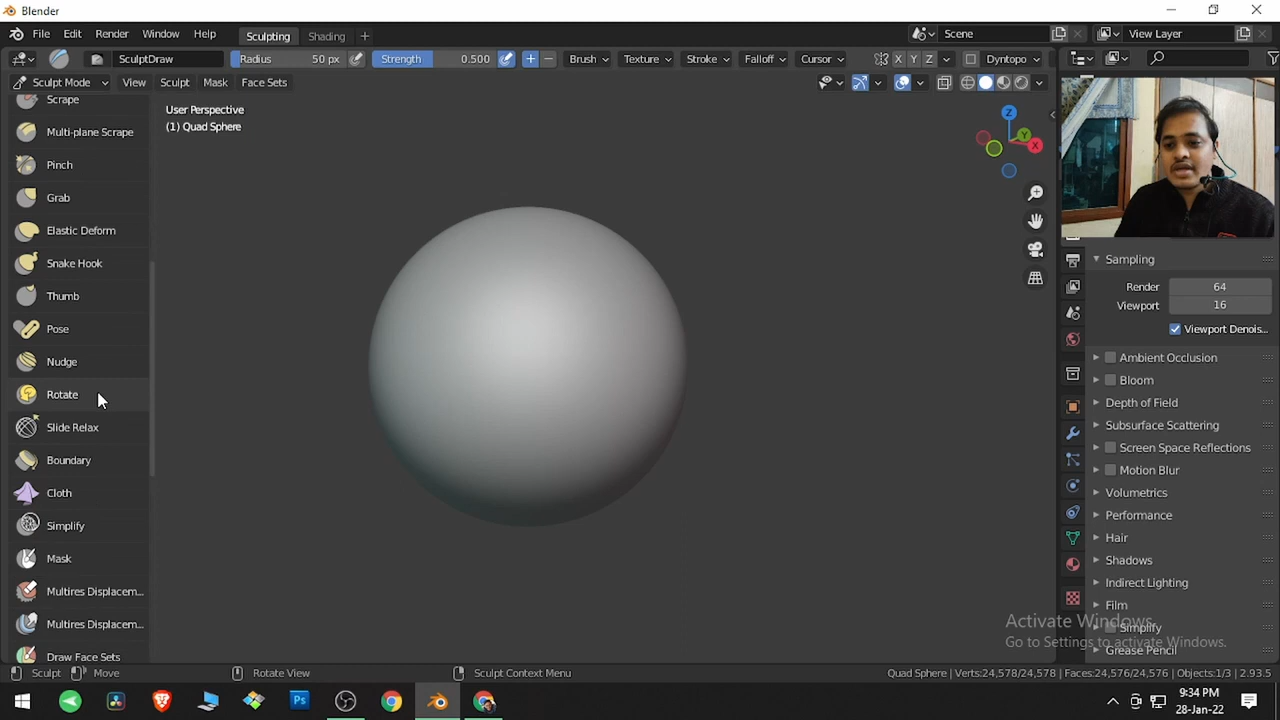 Blender
File Edit Render Window Help Sculpting Shading + Scene View Layer
SculptDraw Radius 50 px Strength 0.500 Brush Texture Stroke Falloff Cursor X Y Z Dyntopo
Sculpt Mode View Sculpt Mask Face Sets
User Perspective
(1) Quad Sphere
Z
Y
X
Scrape
Multi-plane Scrape
Pinch
Grab
Elastic Deform
Snake Hook
Thumb
Pose
Nudge
Rotate
Slide Relax
Boundary
Cloth
Simplify
Mask
Multires Displacem...
Multires Displacem...
Draw Face Sets
Sampling
Render 64
Viewport 16
Viewport Denois...
Ambient Occlusion
Bloom
Depth of Field
Subsurface Scattering
Screen Space Reflections
Motion Blur
Volumetrics
Performance
Hair
Shadows
Indirect Lighting
Film
Simplify
Grease Pencil
Activate Windows
Go to Settings to activate Windows.
Sculpt Move Rotate View Sculpt Context Menu Quad Sphere | Verts:24,578/24,578 | Faces:24,576/24,576 | Objects:1/3 | 2.93.5
Ps
9:34 PM
28-Jan-22